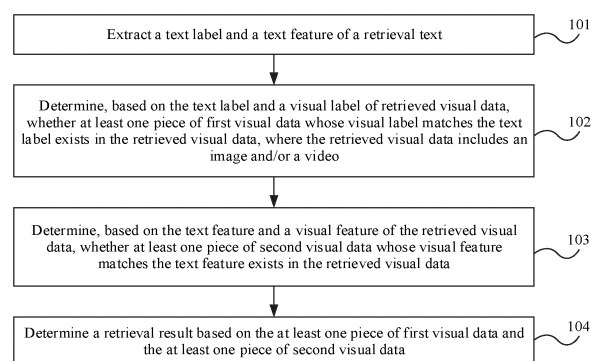 Extract a text label and a text feature of a retrieval text
101
Determine, based on the text label and a visual label of retrieved visual data,
whether at least one piece of first visual data whose visual label matches the text
label exists in the retrieved visual data, where the retrieved visual data includes an
image and/or a video
102
Determine, based on the text feature and a visual feature of the retrieved visual
data, whether at least one piece of second visual data whose visual feature
matches the text feature exists in the retrieved visual data
103
Determine a retrieval result based on the at least one piece of first visual data and
the at least one piece of second visual data
104